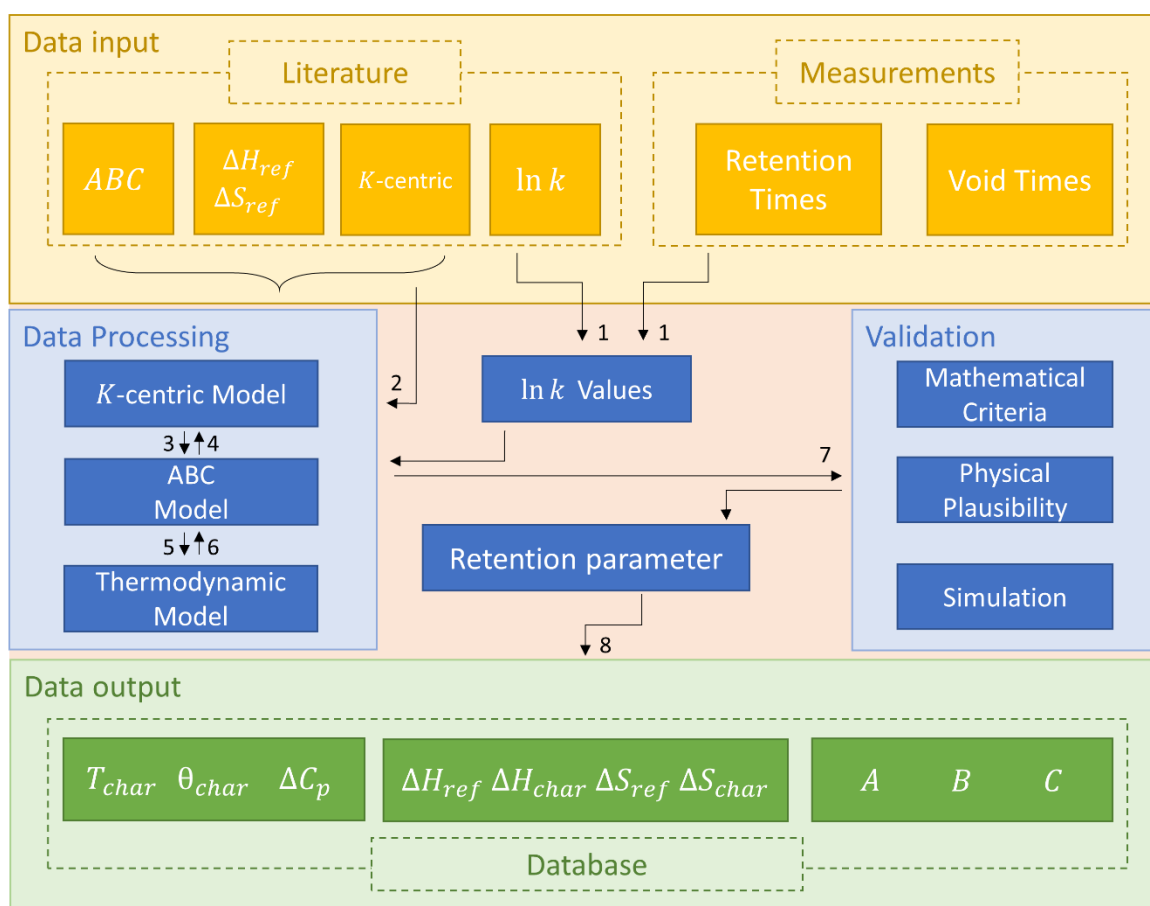 Data input
Literature
Measurements
ABC
ΔH_ref
ΔS_ref
K-centric
ln k
Retention
Times
Void Times
1
1
Data Processing
K-centric Model
3
4
ABC
Model
5
6
Thermodynamic
Model
2
ln k Values
7
Retention parameter
8
Validation
Mathematical
Criteria
Physical
Plausibility
Simulation
Data output
T_char θ_char ΔC_p
ΔH_ref ΔH_char ΔS_ref ΔS_char
A B C
Database